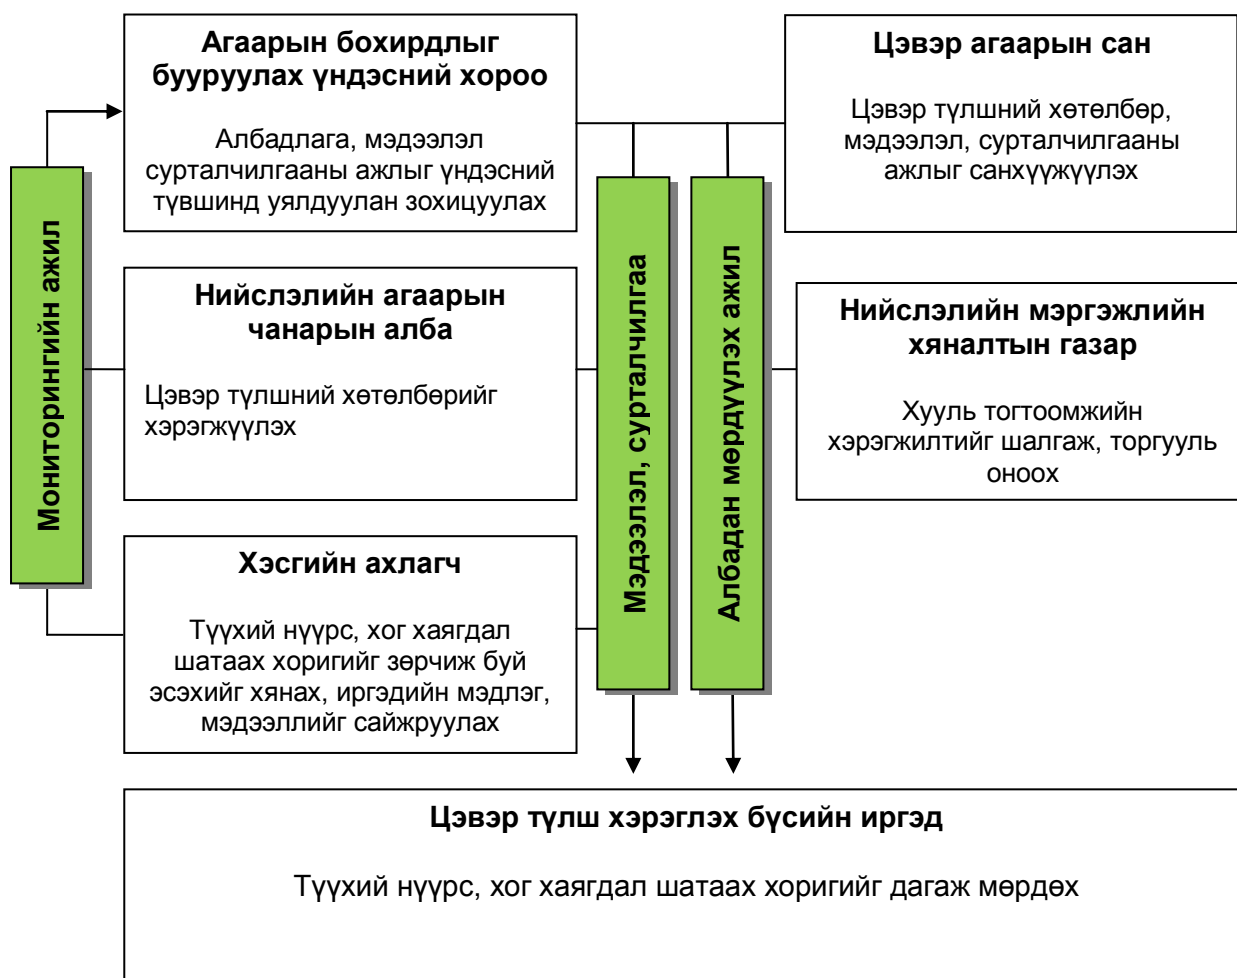 Агаарын бохирдлыг
бууруулах үндэсний хороо
Албадлага, мэдээлэл
сурталчилгааны ажлыг үндэсний
түвшинд уялдуулан зохицуулах
Цэвэр агаарын сан
Цэвэр түлшний хөтөлбөр,
мэдээлэл, сурталчилгааны
ажлыг санхүүжүүлэх
Мониторингийн ажил
Нийслэлийн агаарын
чанарын алба
Цэвэр түлшний хөтөлбөрийг
хэрэгжүүлэх
Мэдээлэл, сурталчилгаа
Албадан мөрдүүлэх ажил
Нийслэлийн мэргэжлийн
хяналтын газар
Хууль тогтоомжийн
хэрэгжилтийг шалгаж, торгууль
оноох
Хэсгийн ахлагч
Түүхий нүүрс, хог хаягдал
шатаах хоригийг зөрчиж буй
эсэхийг хянах, иргэдийн мэдлэг,
мэдээллийг сайжруулах
Цэвэр түлш хэрэглэх бүсийн иргэд
Түүхий нүүрс, хог хаягдал шатаах хоригийг дагаж мөрдөх